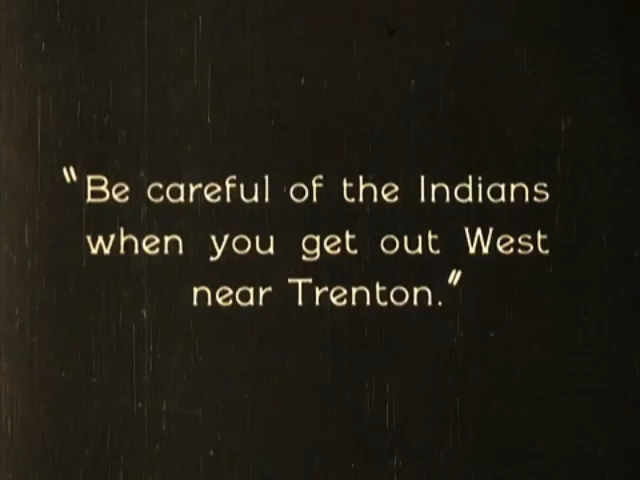 "Be careful of the Indians
when you get out West
near Trenton."